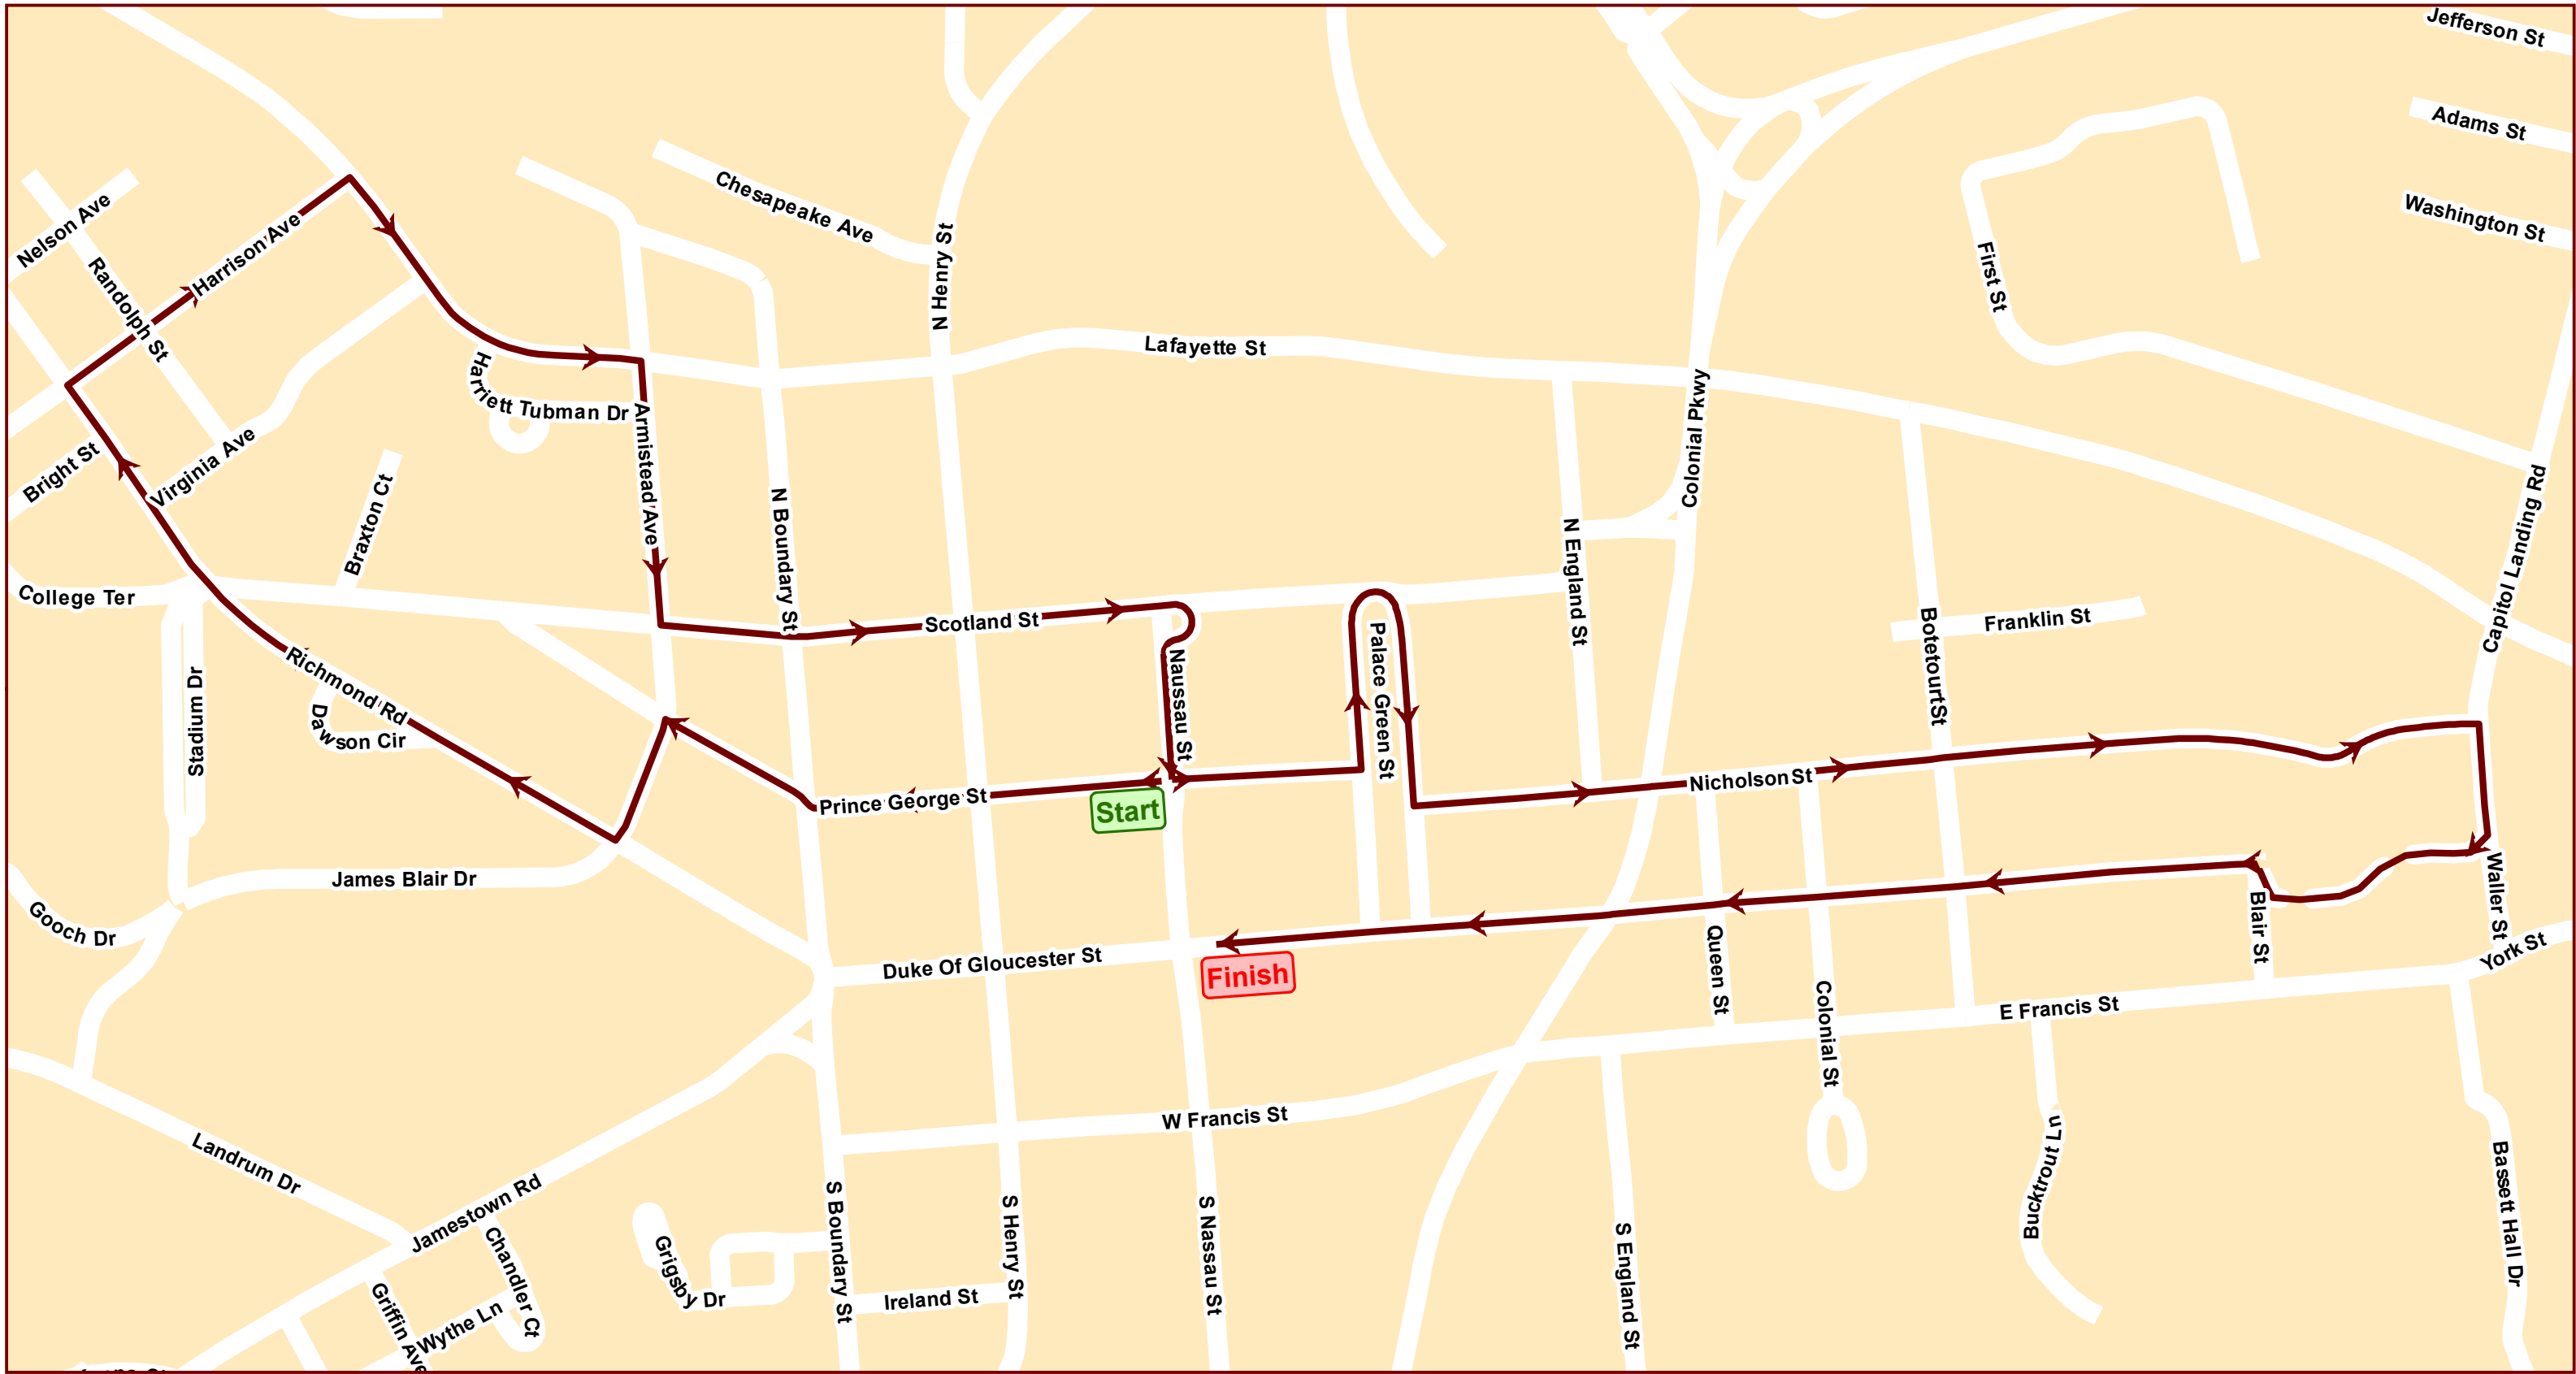 Jefferson St
Adams St
Washington St
Nelson Ave
Harrison Ave
Randolph St
Chesapeake Ave
N Henry St
First St
Lafayette St
Harriett Tubman Dr
Armistead Ave
Colonial Pkwy
Bright St
Virginia Ave
Braxton Ct
N Boundary St
N England St
Capitol Landing Rd
College Ter
Scotland St
Franklin St
Botetourt St
Naussau St
Palace Green St
Stadium Dr
Richmond Rd
Dawson Cir
Prince George St
Start
Nicholson St
James Blair Dr
Gooch Dr
Duke Of Gloucester St
Finish
Queen St
Colonial St
Blair St
Waller St
York St
E Francis St
W Francis St
Landrum Dr
Jamestown Rd
Chandler Ct
Griffin Ave
Wythe Ln
Grigsby Dr
S Boundary St
Ireland St
S Henry St
S Nassau St
S England St
Bucktrout Ln
Bassett Hall Dr